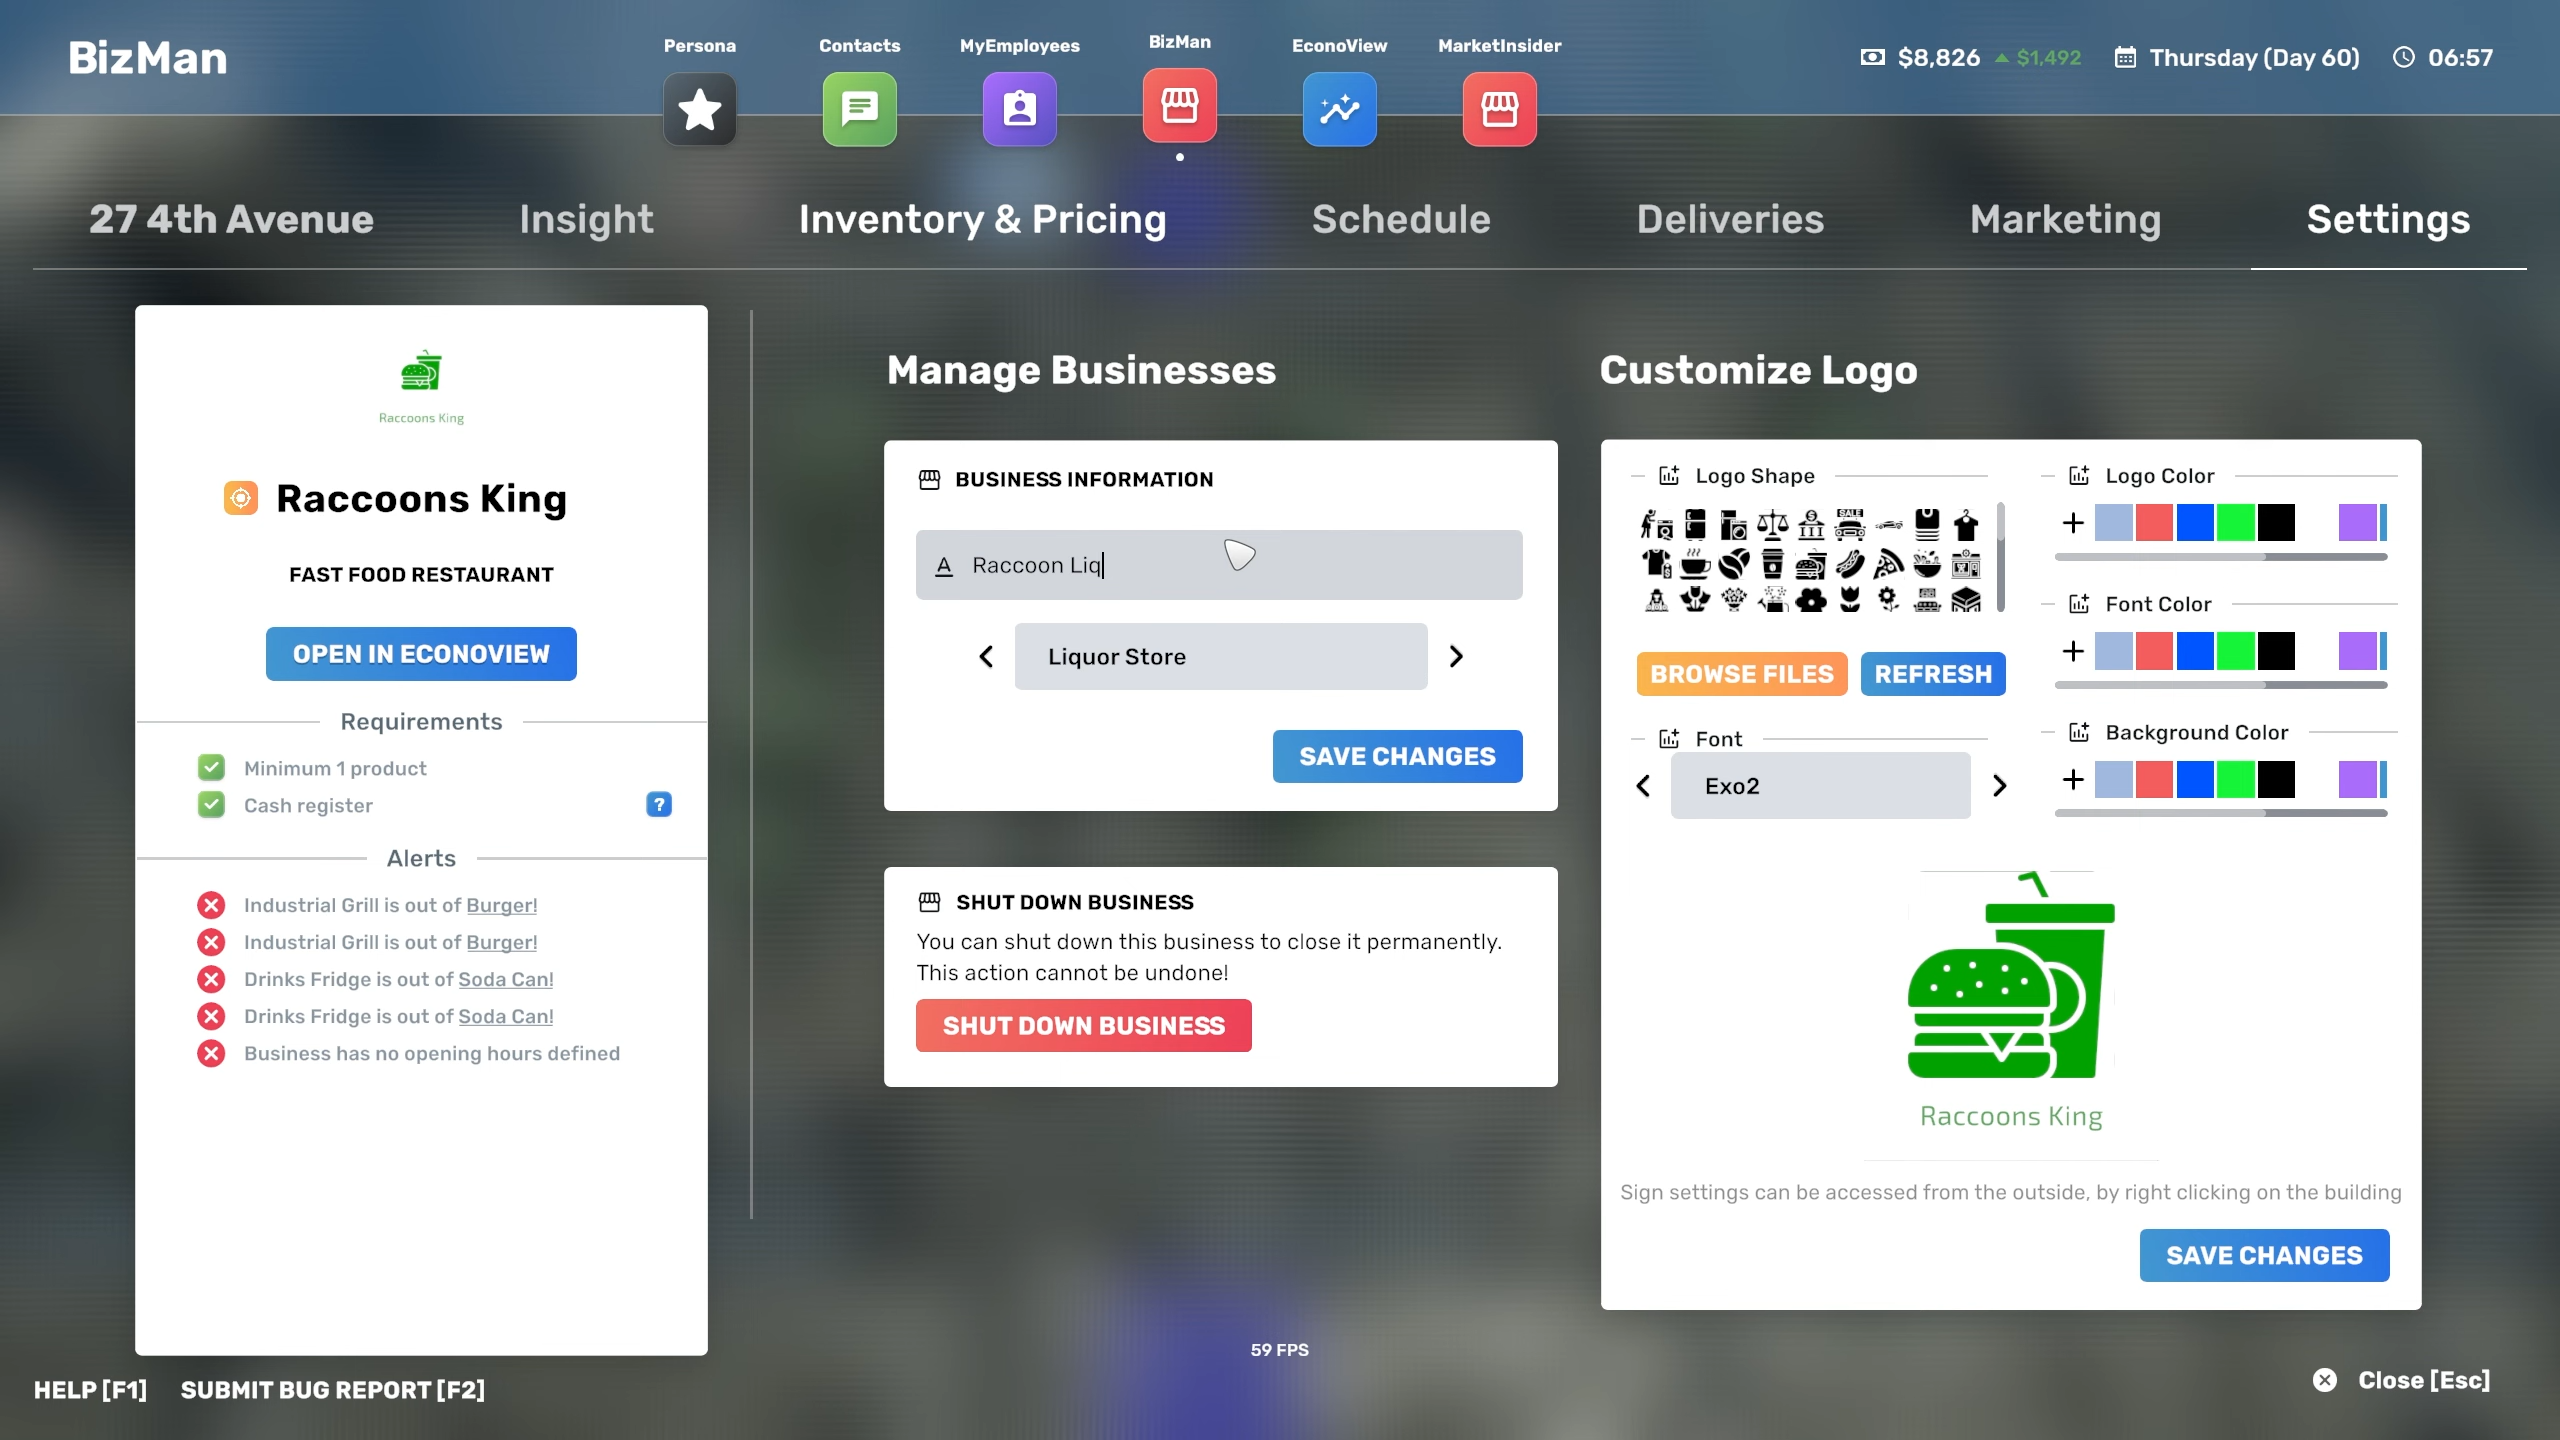 BizMan
Persona
Contacts
MyEmployees
BizMan
EconoView
MarketInsider
$8,826
$1,492
Thursday (Day 60)
06:57
27 4th Avenue
Insight
Inventory & Pricing
Schedule
Deliveries
Marketing
Settings
Raccoons King
Raccoons King
FAST FOOD RESTAURANT
OPEN IN ECONOVIEW
Requirements
Minimum 1 product
Cash register
?
Alerts
Industrial Grill is out of Burger!
Industrial Grill is out of Burger!
Drinks Fridge is out of Soda Can!
Drinks Fridge is out of Soda Can!
Business has no opening hours defined
Manage Businesses
BUSINESS INFORMATION
Raccoon Liq
Liquor Store
SAVE CHANGES
SHUT DOWN BUSINESS
You can shut down this business to close it permanently.
This action cannot be undone!
SHUT DOWN BUSINESS
Customize Logo
Logo Shape
SALE
BROWSE FILES
REFRESH
Font
Exo2
Logo Color
Font Color
Background Color
Raccoons King
Sign settings can be accessed from the outside, by right clicking on the building
SAVE CHANGES
59 FPS
HELP [F1]
SUBMIT BUG REPORT [F2]
Close [Esc]